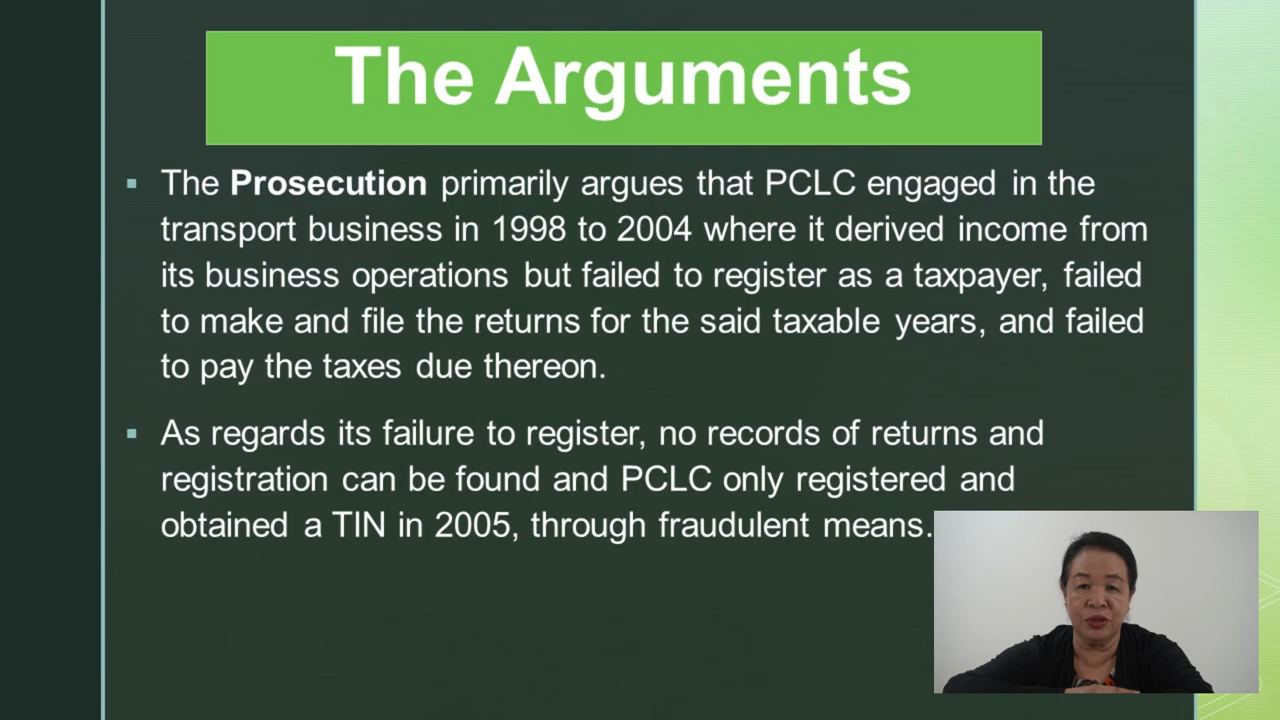 The Arguments
The Prosecution primarily argues that PCLC engaged in the
transport business in 1998 to 2004 where it derived income from
its business operations but failed to register as a taxpayer, failed
to make and file the returns for the said taxable years, and failed
to pay the taxes due thereon.
As regards its failure to register, no records of returns and
registration can be found and PCLC only registered and
obtained a TIN in 2005, through fraudulent means.